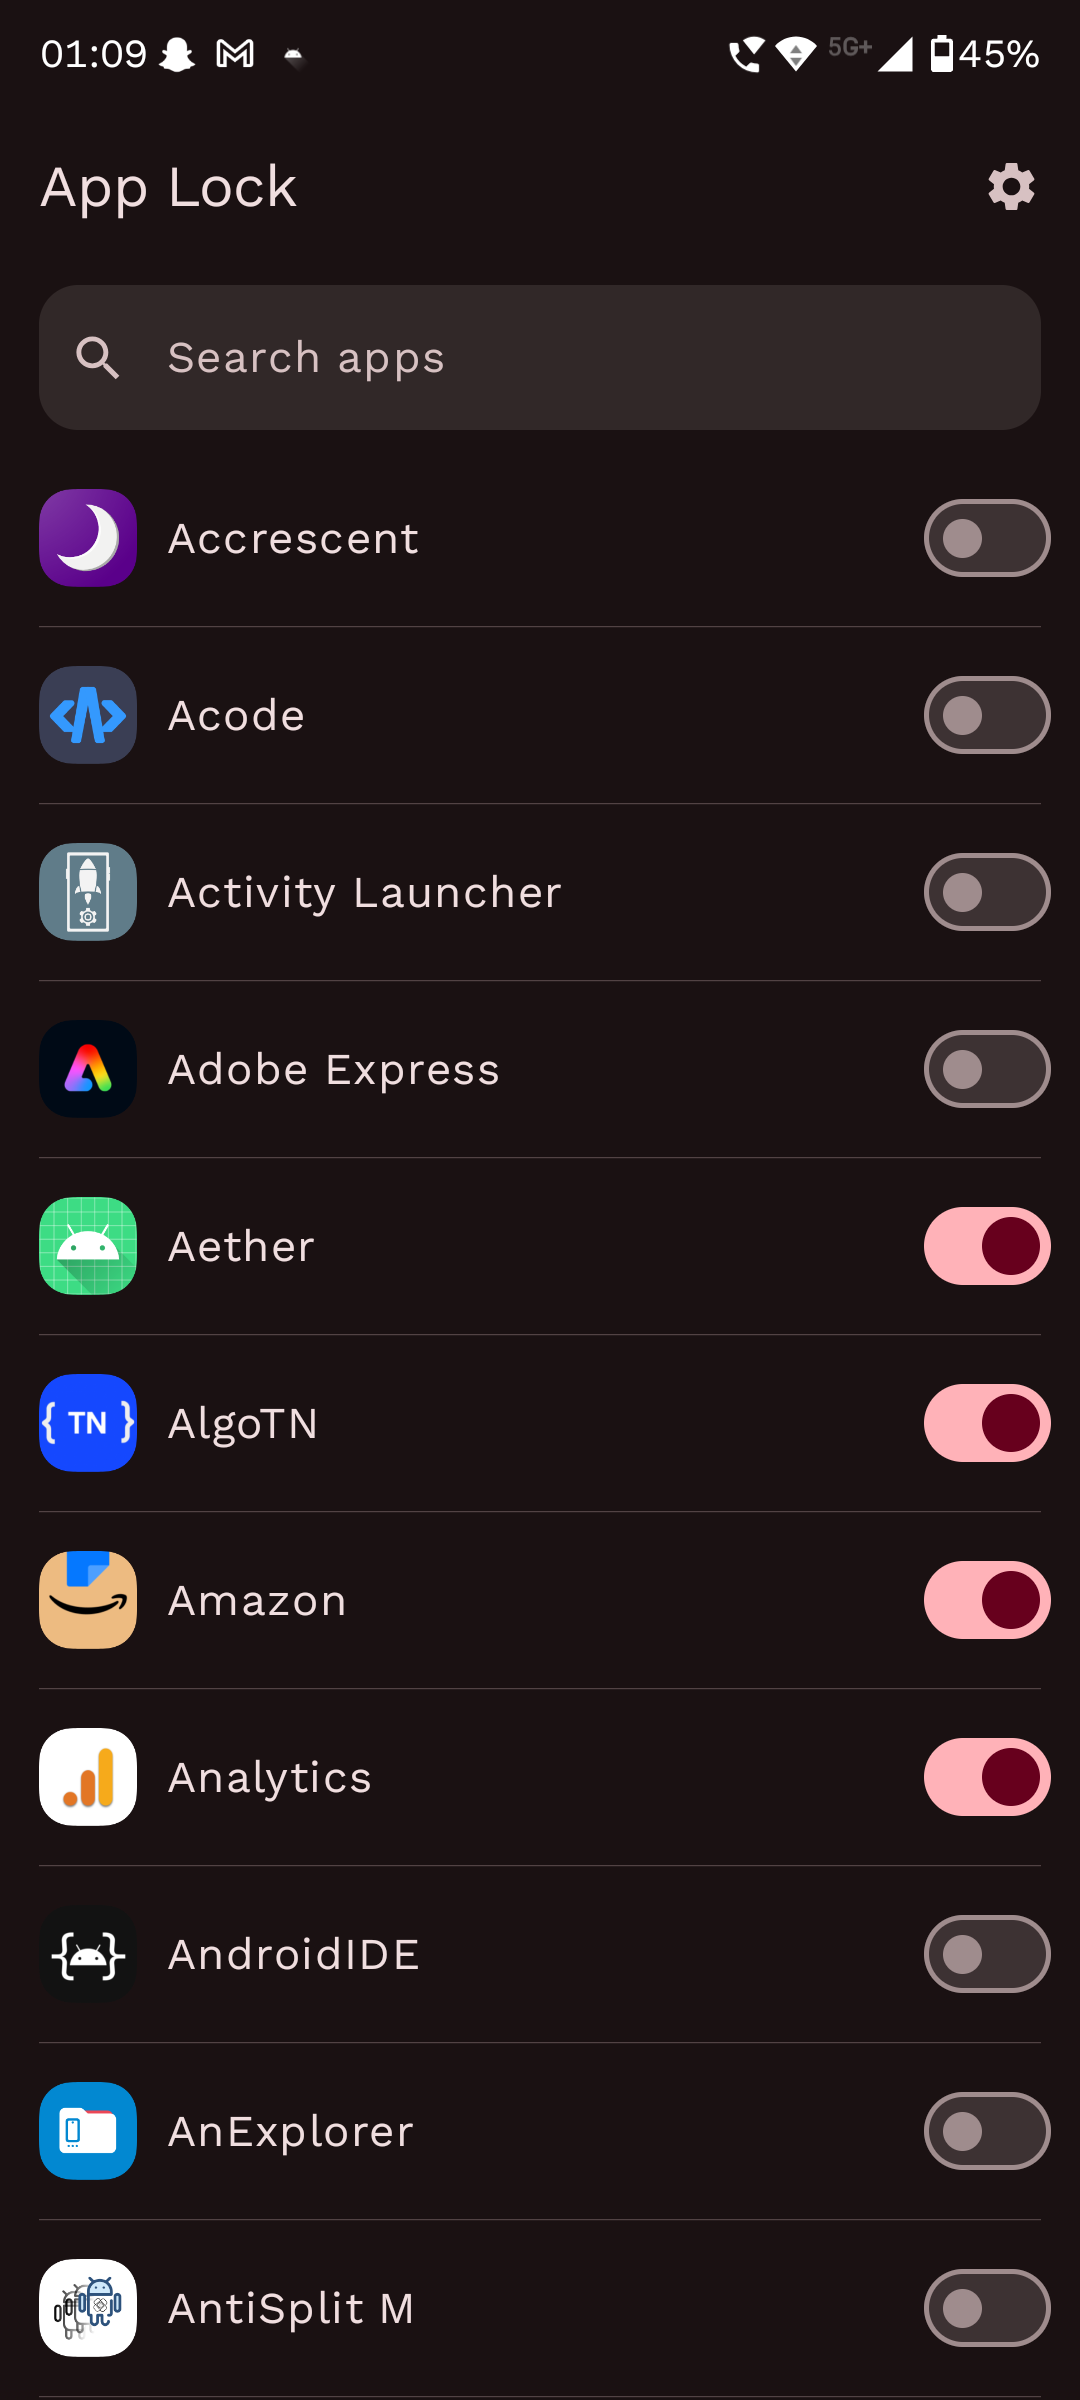 01:09 5G+ 45%
App Lock
Search apps
Accrescent
Acode
Activity Launcher
Adobe Express
Aether
{ TN } AlgoTN
Amazon
Analytics
AndroidIDE
AnExplorer
AntiSplit M